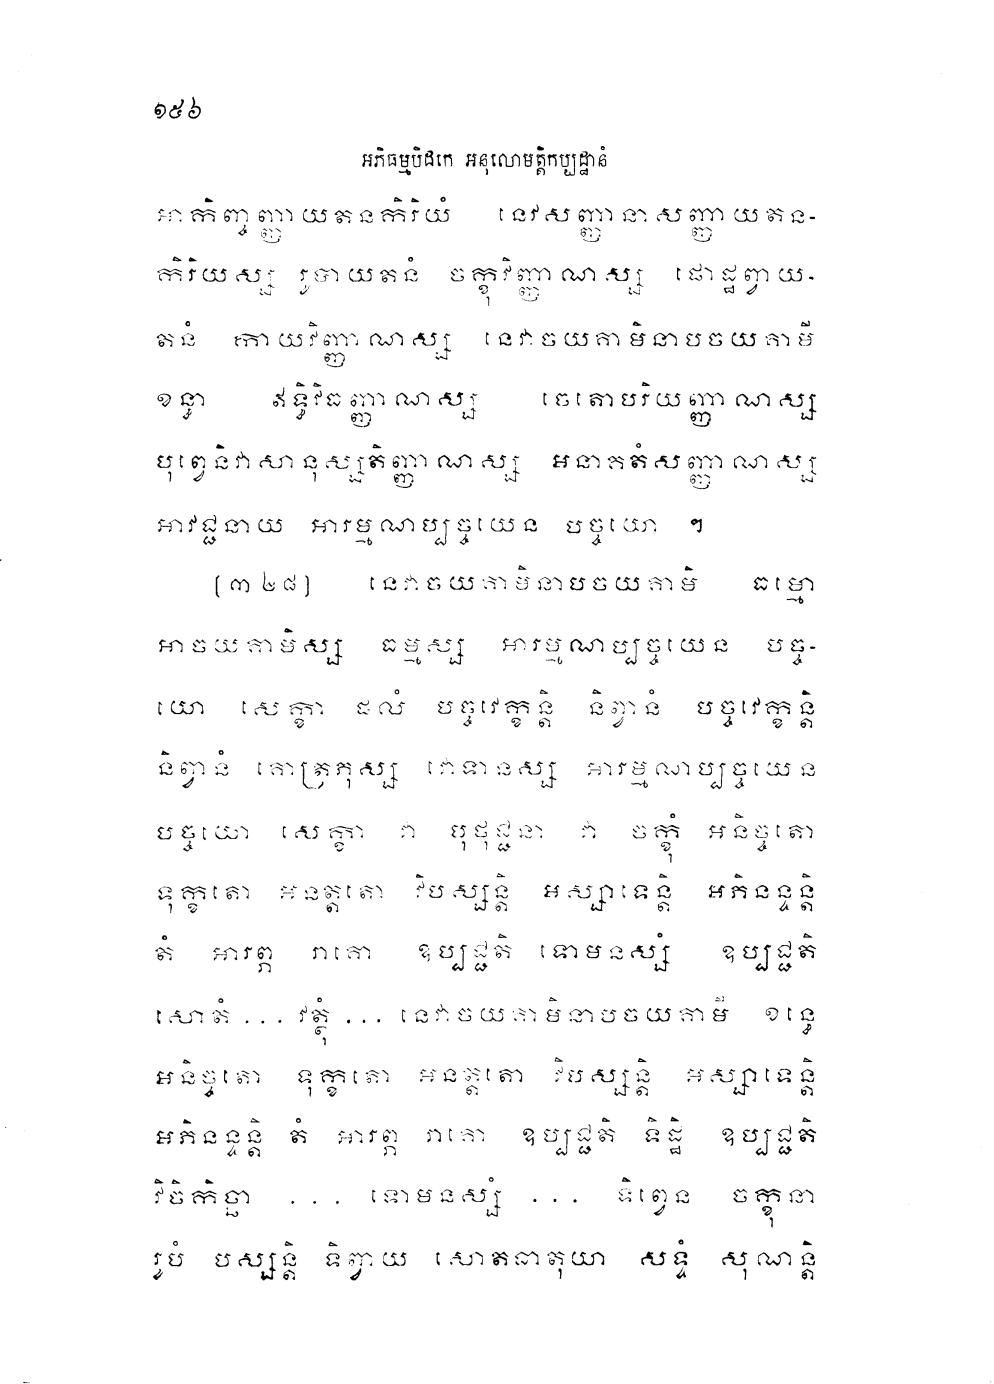 ១៥៦
អភិធម្មបិដកេ អនុលោមត្តិកប្បដ្ឋានំ
អាកិញ្ចញ្ញាយតនកិរិយំ នេវសញ្ញានាសញ្ញាយតន-
កិរិយស្ស រូបាយតនំ ចក្ខុវិញ្ញាណស្ស ផោដ្ឋព្វាយ-
តនំ កាយវិញ្ញាណស្ស នេវាចយគាមិនាបចយគាមី
ខន្ធា ឥទ្ធិវិធញ្ញាណស្ស ចេតោបរិយញ្ញាណស្ស
បុព្វេនិវាសានុស្សតិញ្ញាណស្ស អនាគតំសញ្ញាណស្ស
អាវជ្ជនាយ អារម្មណប្បច្ចយេន បច្ចយោ ។
[៣២៨] នេវាចយគាមិនាបចយគាមិ ធម្មោ
អាចយគាមិស្ស ធម្មស្ស អារម្មណប្បច្ចយេន បច្ច-
យោ សេក្ខា ផលំ បច្ចវេក្ខន្តិ និព្វានំ បច្ចវេក្ខន្តិ
និព្វានំ គោត្រភុស្ស វោទានស្ស អារម្មណប្បច្ចយេន
បច្ចយោ សេក្ខា វា បុថុជ្ជនា វា ចក្ខុំ អនិច្ចតោ
ទុក្ខតោ អនត្តតោ វិបស្សន្តិ អស្សាទេន្តិ អភិនន្ទន្តិ
តំ អារព្ភ រាគោ ឧប្បជ្ជតិ ទោមនស្សំ ឧប្បជ្ជតិ
សោតំ ... វត្ថុំ ... នេវាចយគាមិនាបចយគាមី ខន្ធេ
អនិច្ចតោ ទុក្ខតោ អនត្តតោ វិបស្សន្តិ អស្សាទេន្តិ
អភិនន្ទន្តិ តំ អារព្ភ រាគោ ឧប្បជ្ជតិ ទិដ្ឋិ ឧប្បជ្ជតិ
វិចិកិច្ឆា ... ទោមនស្សំ ... ទិព្វេន ចក្ខុនា
រូបំ បស្សន្តិ ទិព្វាយ សោតធាតុយា សទ្ទំ សុណន្តិ